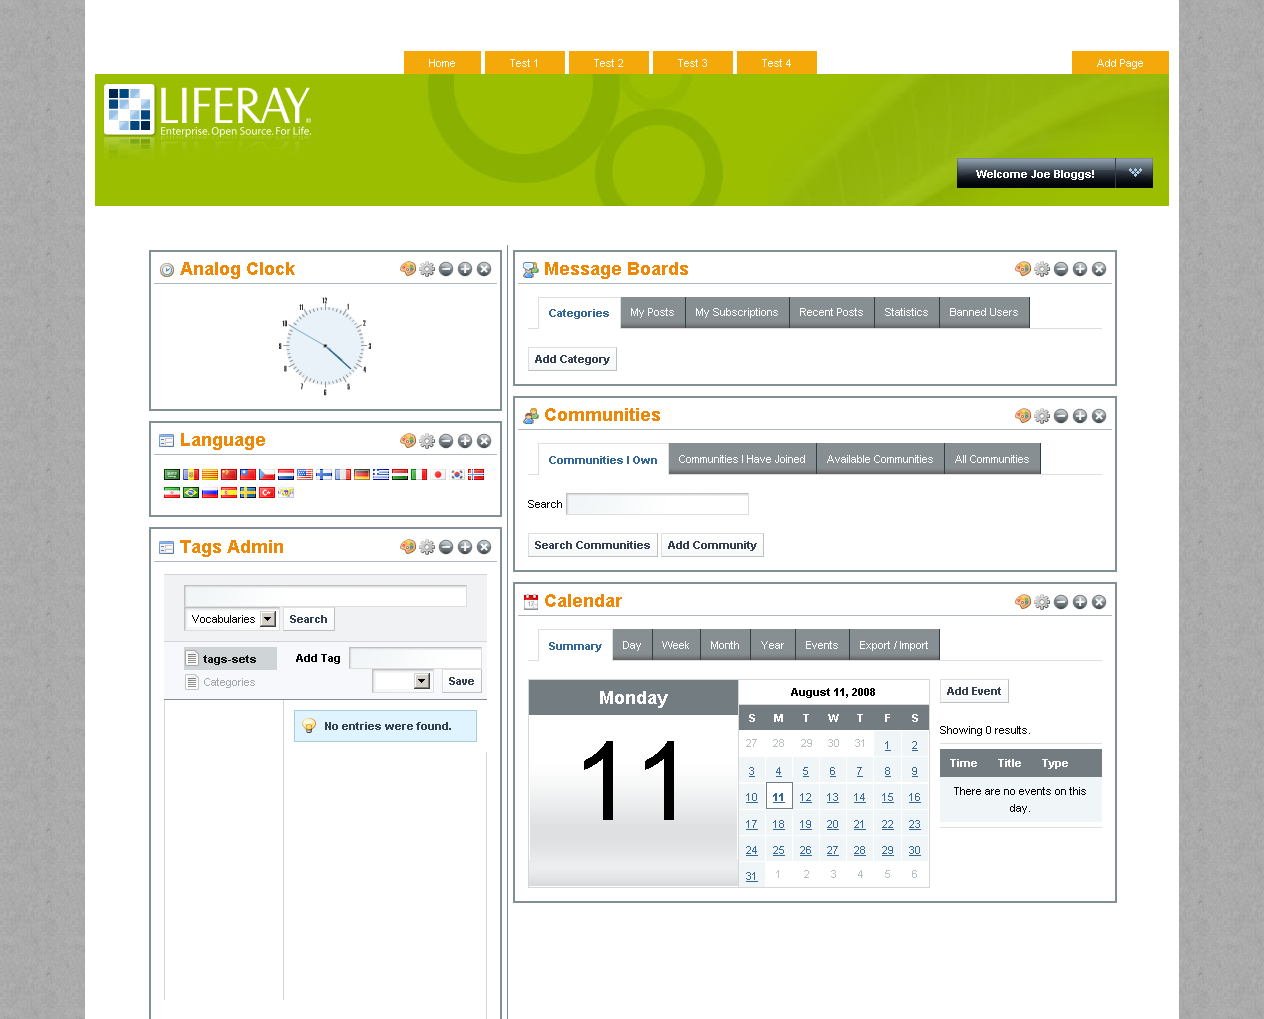 Home Test 1 Test 2 Test 3 Test 4 Add Page
LIFERAY
Enterprise. Open Source. For Life.
Welcome Joe Bloggs!
Analog Clock
12
1
2
3
4
5
6
7
8
9
10
11
Language
Tags Admin
Vocabularies Search
tags-sets Add Tag
Categories Save
No entries were found.
Message Boards
Categories My Posts My Subscriptions Recent Posts Statistics Banned Users
Add Category
Communities
Communities I Own Communities I Have Joined Available Communities All Communities
Search
Search Communities Add Community
Calendar
Summary Day Week Month Year Events Export / Import
Monday
11
August 11, 2008
S M T W T F S
27 28 29 30 31 1 2
3 4 5 6 7 8 9
10 11 12 13 14 15 16
17 18 19 20 21 22 23
24 25 26 27 28 29 30
31 1 2 3 4 5 6
Add Event
Showing 0 results.
Time Title Type
There are no events on this
day.